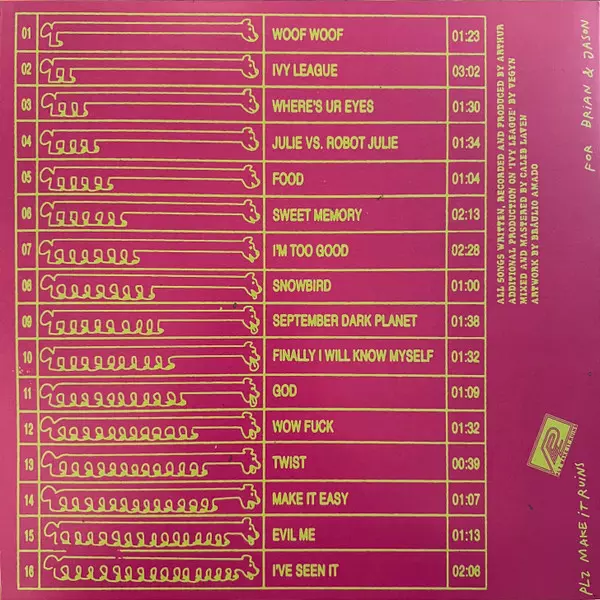 01 WOOF WOOF 01:23
02 IVY LEAGUE 03:02
03 WHERE'S UR EYES 01:30
04 JULIE VS. ROBOT JULIE 01:34
05 FOOD 01:04
06 SWEET MEMORY 02:13
07 I'M TOO GOOD 02:28
08 SNOWBIRD 01:00
09 SEPTEMBER DARK PLANET 01:38
10 FINALLY I WILL KNOW MYSELF 01:32
11 GOD 01:09
12 WOW FUCK 01:32
13 TWIST 00:39
14 MAKE IT EASY 01:07
15 EVIL ME 01:13
16 I'VE SEEN IT 02:06
ALL SONGS WRITTEN, RECORDED AND PRODUCED BY ARTHUR
ADDITIONAL PRODUCTION ON 'IVY LEAGUE' BY VEGYN
MIXED AND MASTERED BY CALEB LAVEN
ARTWORK BY BRAULIO AMADO
PLZ MAKE iT RUiNS
FOR BRiAN & JASON